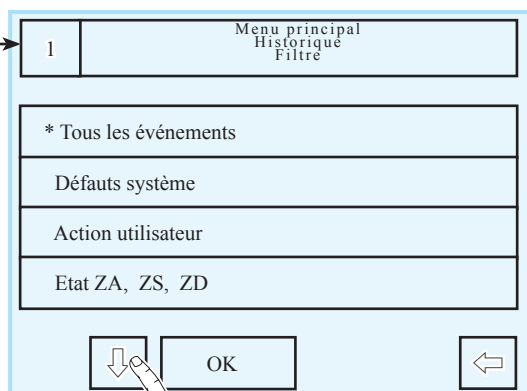 1
Menu principal
Historique
Filtre
* Tous les événements
Défauts système
Action utilisateur
Etat ZA, ZS, ZD
OK